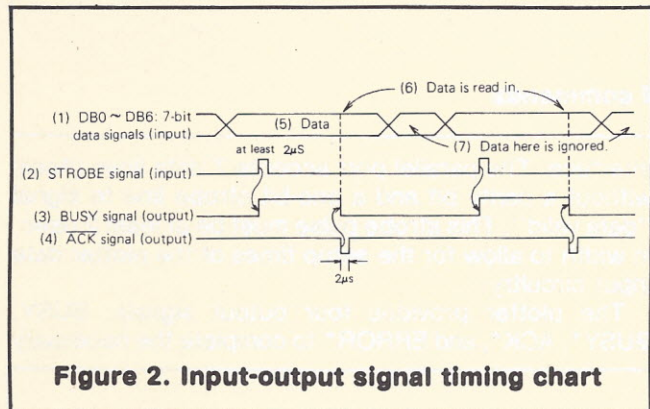 (6) Data is read in.
(1) DB0 ~ DB6: 7-bit
data signals (input)
(5) Data
(7) Data here is ignored.
at least 2μS
(2) STROBE signal (input)
(3) BUSY signal (output)
(4) ACK signal (output)
2μs
Figure 2. Input-output signal timing chart